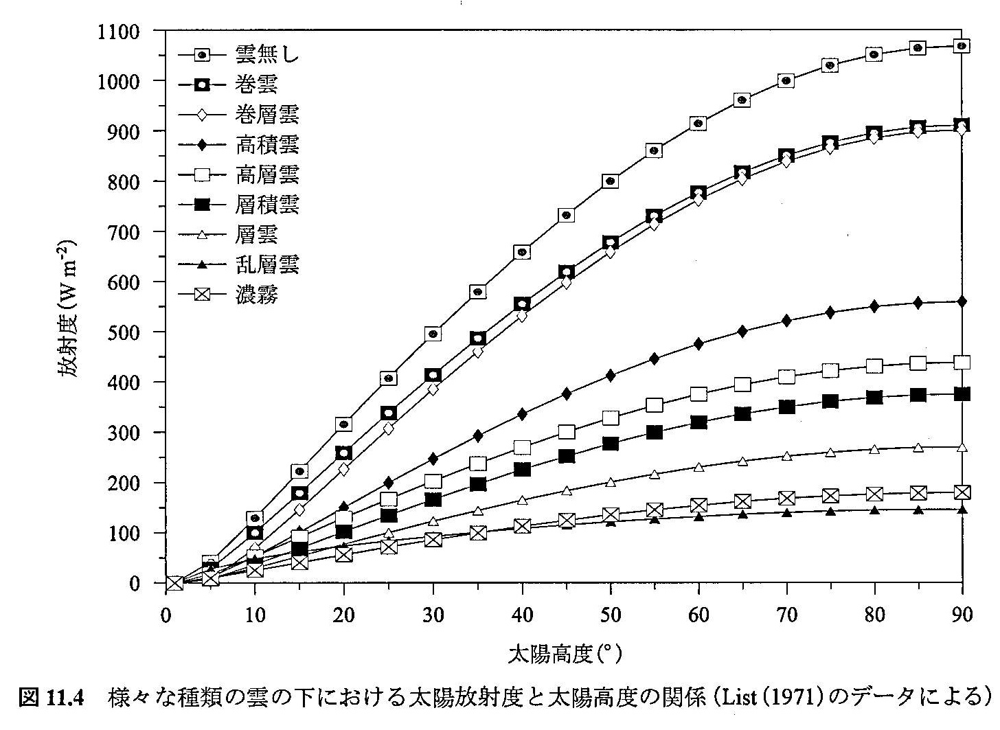 1100
1000
900
800
700
600
500
400
300
200
100
0
放射度(W m-2)
雲無し
巻雲
巻層雲
高積雲
高層雲
層積雲
層雲
乱層雲
濃霧
0 10 20 30 40 50 60 70 80 90
太陽高度(°)
図 11.4 様々な種類の雲の下における太陽放射度と太陽高度の関係(List(1971)のデータによる)